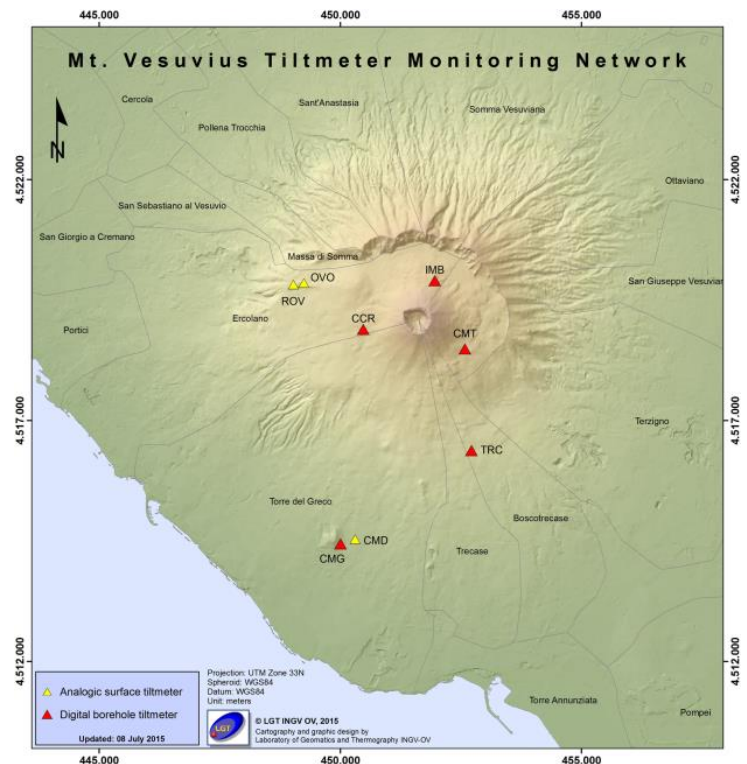 445.000 450.000 455.000
Mt. Vesuvius Tiltmeter Monitoring Network
Cercola
Sant'Anastasia
Somma Vesuviana
Pollena Trocchia
N
4.522.000 4.522.000
Ottaviano
San Sebastiano al Vesuvio
San Giorgio a Cremano
Massa di Somma
IMB
OVO
San Giuseppe Vesuvian
ROV
Ercolano
CCR
Portici
CMT
4.517.000 4.517.000
Terzigno
TRC
Torre del Greco
Boscotrecase
CMD
Trecase
CMG
4.512.000 4.512.000
Analogic surface tiltmeter
Digital borehole tiltmeter
Updated: 08 July 2015
Projection: UTM Zone 33N
Spheroid: WGS84
Datum: WGS84
Unit: meters
LGT
© LGT INGV OV, 2015
Cartography and graphic design by
Laboratory of Geomatics and Thermography INGV-OV
Torre Annunziata
Pompei
445.000 450.000 455.000